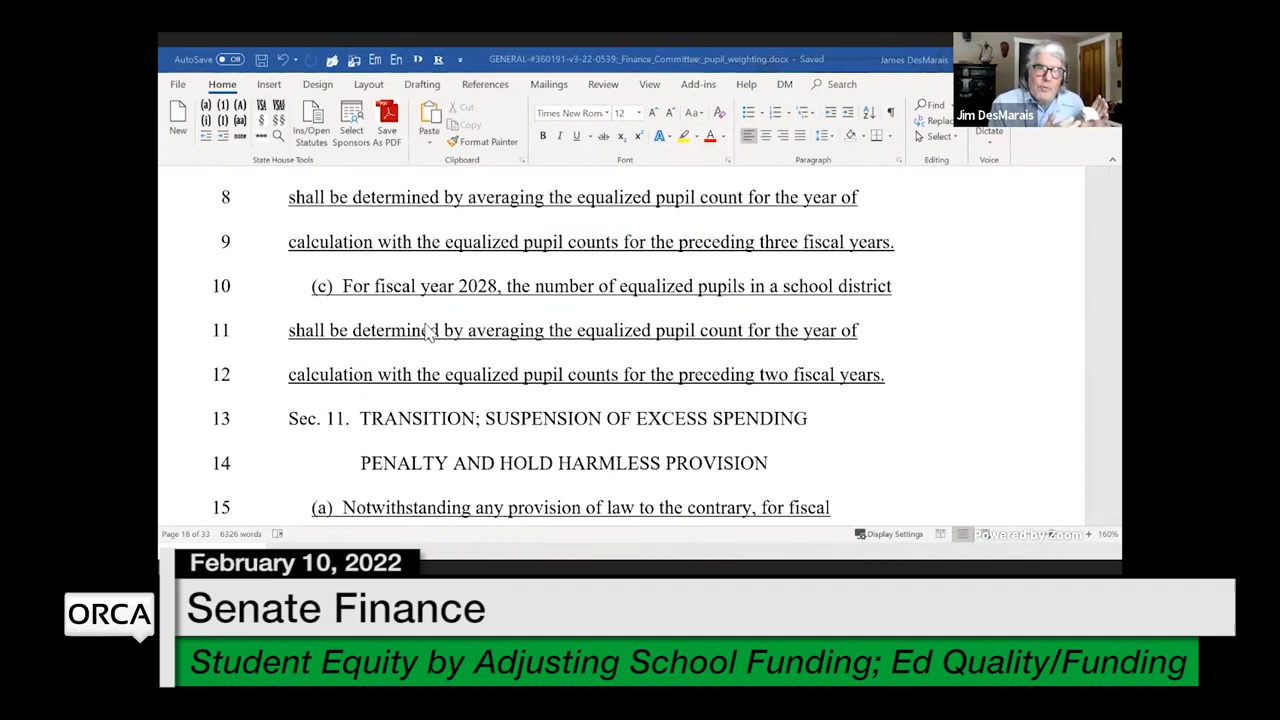 AutoSave Off
GENERAL-#360191-v3-22-0539;_Finance_Committee;_pupil_weighting.docx - Saved
James DesMarais
File Home Insert Design Layout Drafting References Mailings Review View Add-ins Help DM Search
New
Ins/Open Statutes
Select Sponsors
Save As PDF
State House Tools
Paste
Cut
Copy
Format Painter
Clipboard
Times New Rom 12
Font
Paragraph
Find
Replace
Select
Editing
Dictate
Voice
Jim DesMarais
8 shall be determined by averaging the equalized pupil count for the year of
9 calculation with the equalized pupil counts for the preceding three fiscal years.
10 (c) For fiscal year 2028, the number of equalized pupils in a school district
11 shall be determined by averaging the equalized pupil count for the year of
12 calculation with the equalized pupil counts for the preceding two fiscal years.
13 Sec. 11. TRANSITION; SUSPENSION OF EXCESS SPENDING
14 PENALTY AND HOLD HARMLESS PROVISION
15 (a) Notwithstanding any provision of law to the contrary, for fiscal
Page 18 of 33 6326 words
Display Settings
Powered by Zoom
160%
February 10, 2022
ORCA
Senate Finance
Student Equity by Adjusting School Funding; Ed Quality/Funding